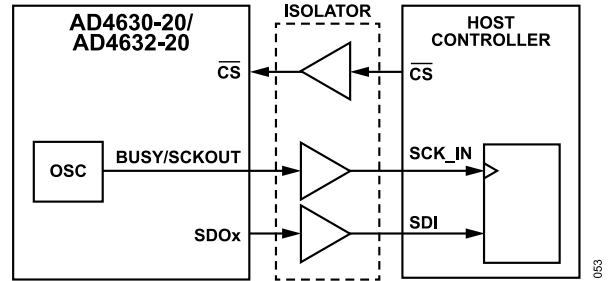 AD4630-20/
AD4632-20
ISOLATOR
HOST
CONTROLLER
CS
CS
OSC
BUSY/SCKOUT
SCK_IN
SDOx
SDI
053